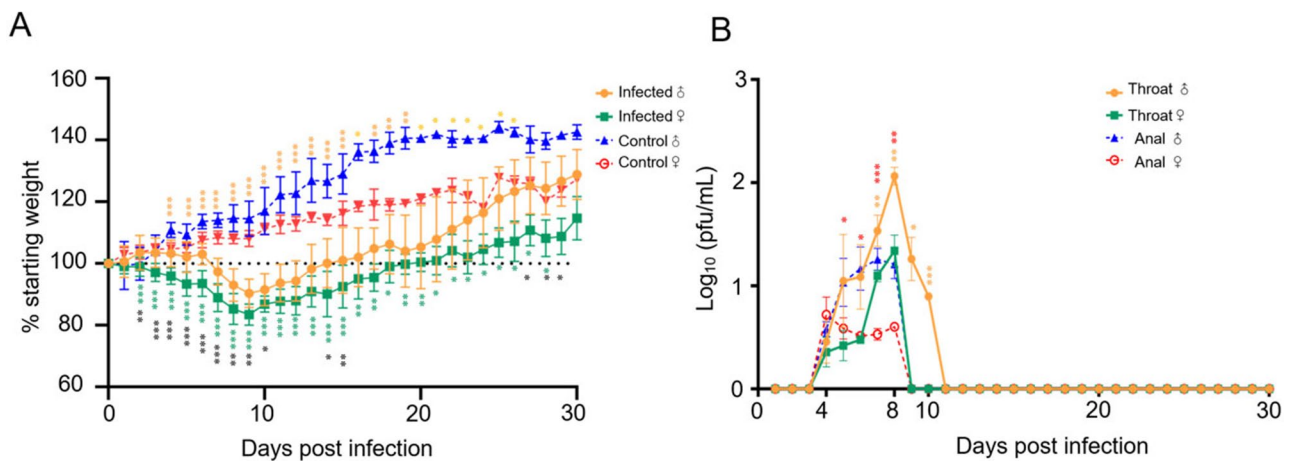 A
160
140
120
100
80
60
% starting weight
0
10
20
30
Days post infection
Infected ♂
Infected ♀
Control ♂
Control ♀
B
3
2
1
0
Log10 (pfu/mL)
0
4
8
10
20
30
Days post infection
Throat ♂
Throat ♀
Anal ♂
Anal ♀